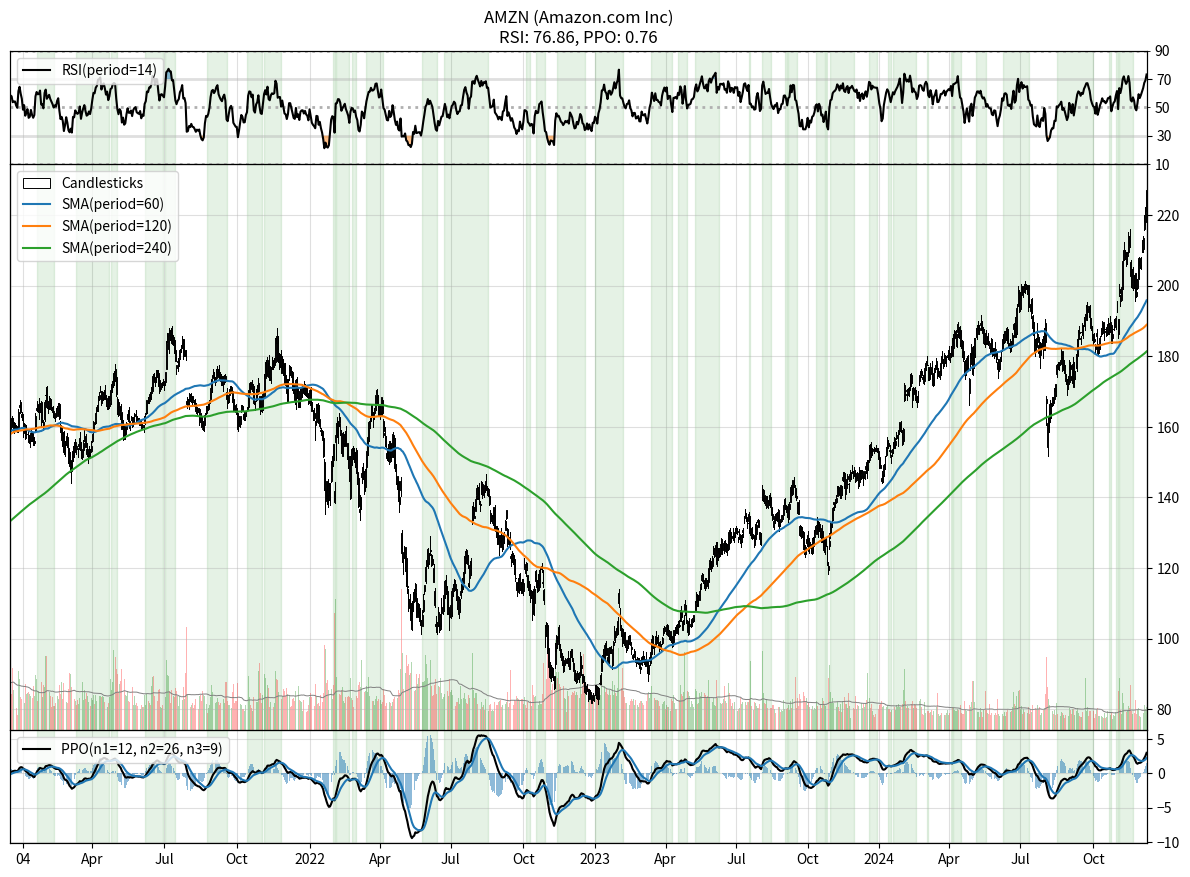 AMZN (Amazon.com Inc)
RSI: 76.86, PPO: 0.76
RSI(period=14)
90
70
50
30
10
Candlesticks
SMA(period=60)
SMA(period=120)
SMA(period=240)
220
200
180
160
140
120
100
80
PPO(n1=12, n2=26, n3=9)
5
0
−5
−10
04 Apr Jul Oct 2022 Apr Jul Oct 2023 Apr Jul Oct 2024 Apr Jul Oct